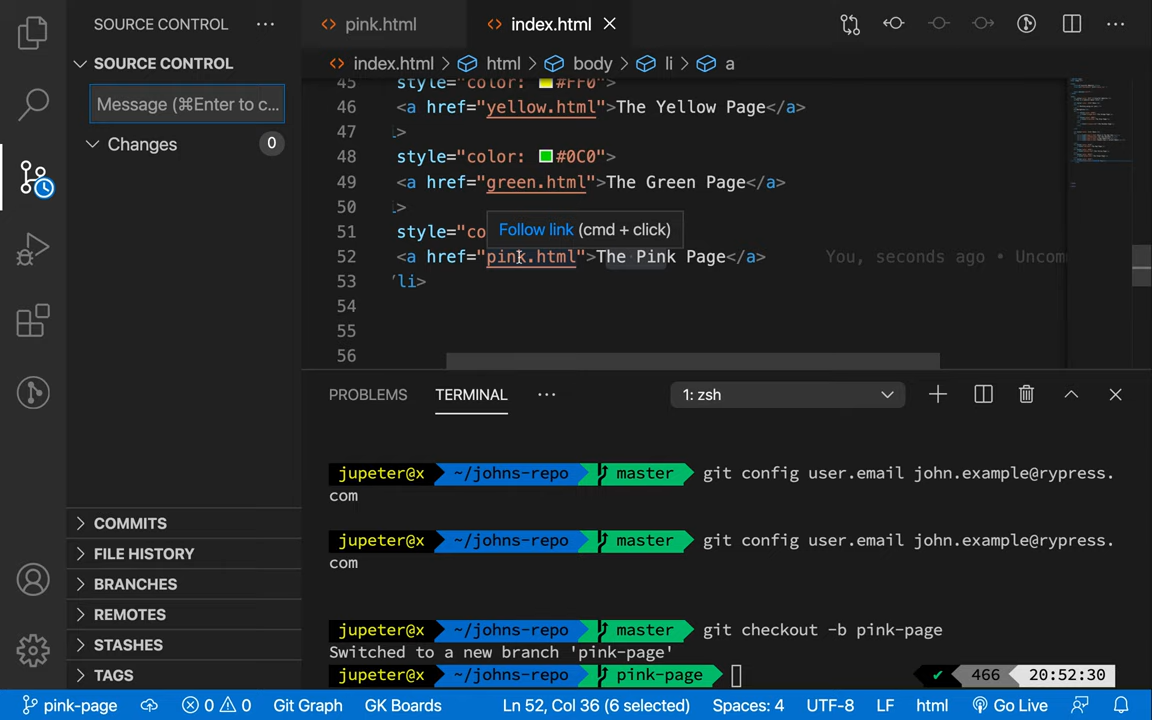 SOURCE CONTROL ···
pink.html
index.html
SOURCE CONTROL
index.html > html > body > li > a
Message (⌘Enter to c...
Changes 0
45 style="color: #FF0">
46 <a href="yellow.html">The Yellow Page</a>
47 >
48 style="color: #0C0">
49 <a href="green.html">The Green Page</a>
50 >
51 style="co
Follow link (cmd + click)
52 <a href="pink.html">The Pink Page</a> You, seconds ago • Uncom
53 /li>
54
55
56
PROBLEMS TERMINAL ··· 1: zsh
jupeter@x ~/johns-repo master git config user.email john.example@rypress.
com
jupeter@x ~/johns-repo master git config user.email john.example@rypress.
com
jupeter@x ~/johns-repo master git checkout -b pink-page
Switched to a new branch 'pink-page'
jupeter@x ~/johns-repo pink-page ✔ 466 20:52:30
COMMITS
FILE HISTORY
BRANCHES
REMOTES
STASHES
TAGS
pink-page 0 0 Git Graph GK Boards Ln 52, Col 36 (6 selected) Spaces: 4 UTF-8 LF html Go Live